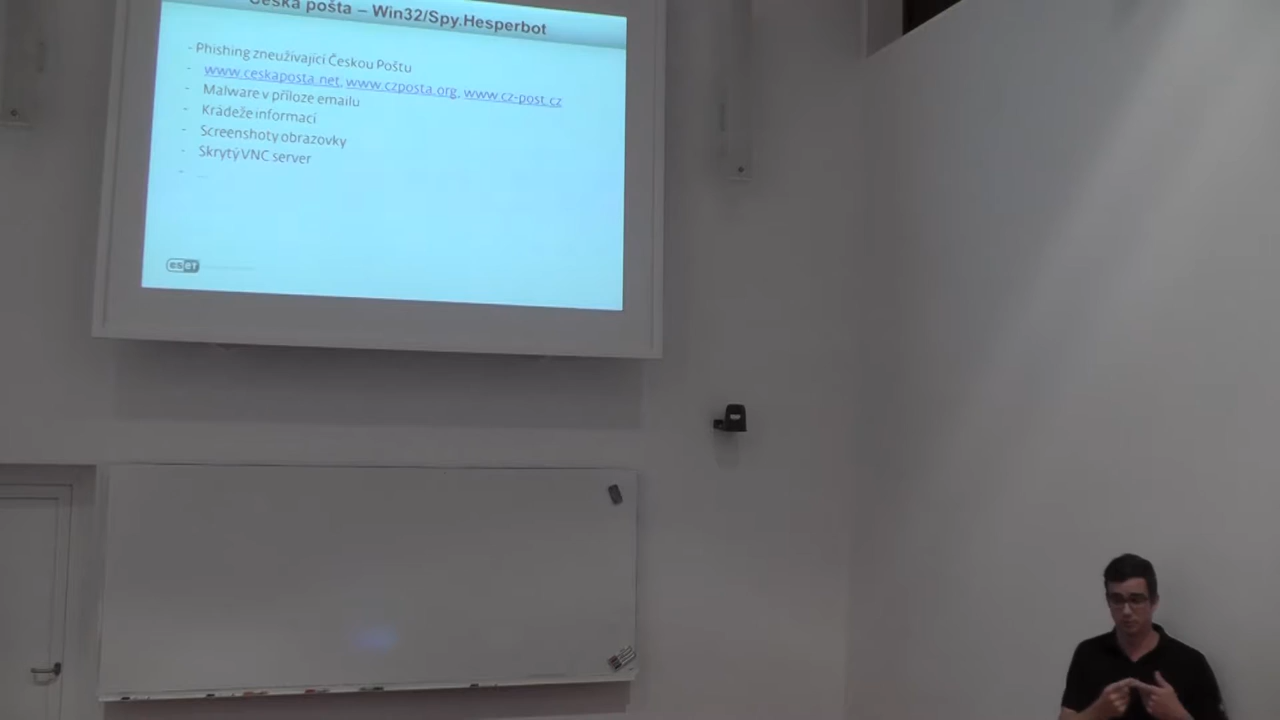 Česká pošta – Win32/Spy.Hesperbot
- Phishing zneužívající Českou Poštu
- www.ceskaposta.net, www.czposta.org, www.cz-post.cz
- Malware v příloze emailu
- Krádeže informací
- Screenshoty obrazovky
- Skrytý VNC server
- ...
eset